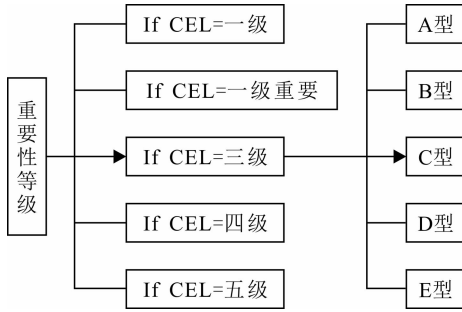 重要性等级
If CEL=一级
If CEL=一级重要
If CEL=三级
If CEL=四级
If CEL=五级
A型
B型
C型
D型
E型